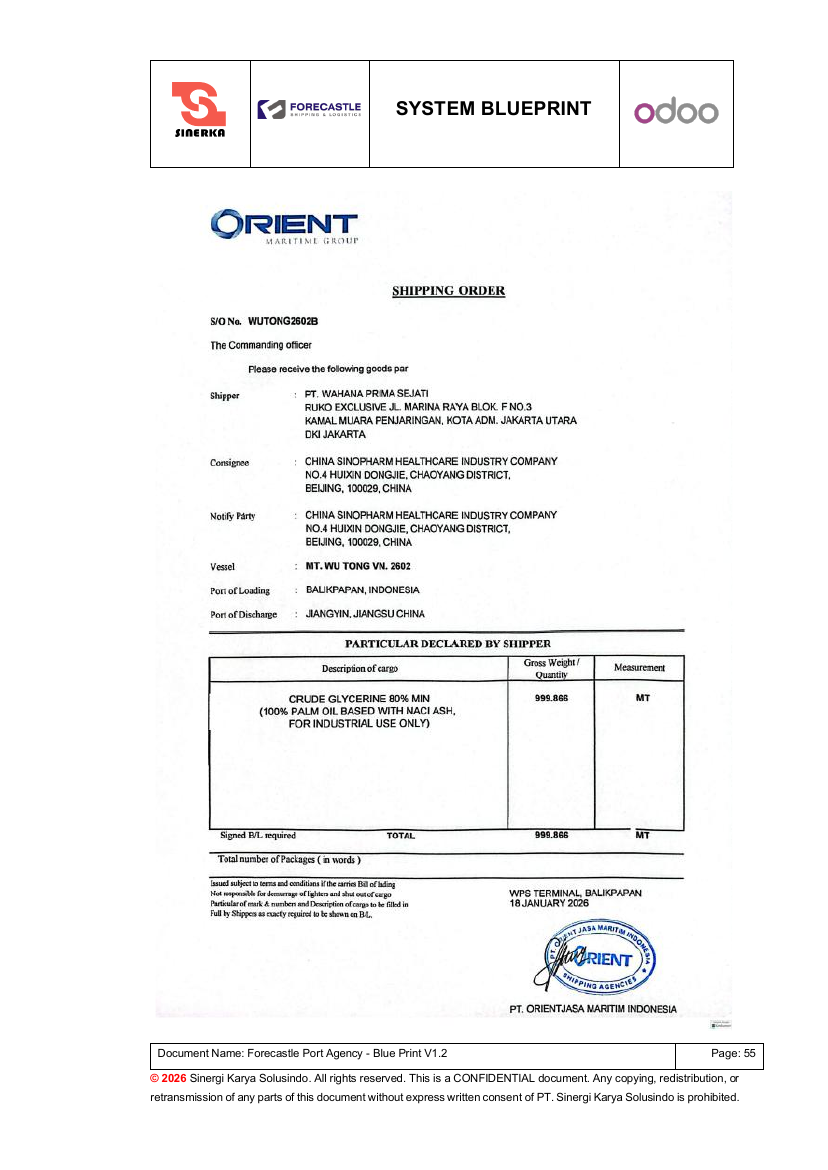 SINERKA
FORECASTLE
SHIPPING & LOGISTICS
SYSTEM BLUEPRINT
odoo
ORIENT
MARITIME GROUP
SHIPPING ORDER
S/O No. WUTONG2602B
The Commanding officer
Please receive the following goods par
Shipper : PT. WAHANA PRIMA SEJATI
RUKO EXCLUSIVE JL. MARINA RAYA BLOK. F NO.3
KAMAL MUARA PENJARINGAN, KOTA ADM. JAKARTA UTARA
DKI JAKARTA
Consignee : CHINA SINOPHARM HEALTHCARE INDUSTRY COMPANY
NO.4 HUIXIN DONGJIE, CHAOYANG DISTRICT,
BEIJING, 100029, CHINA
Notify Party : CHINA SINOPHARM HEALTHCARE INDUSTRY COMPANY
NO.4 HUIXIN DONGJIE, CHAOYANG DISTRICT,
BEIJING, 100029, CHINA
Vessel : MT. WU TONG VN. 2602
Port of Loading : BALIKPAPAN, INDONESIA
Port of Discharge : JIANGYIN, JIANGSU CHINA
PARTICULAR DECLARED BY SHIPPER
Description of cargo Gross Weight / Quantity Measurement
CRUDE GLYCERINE 80% MIN 999.866 MT
(100% PALM OIL BASED WITH NACl ASH,
FOR INDUSTRIAL USE ONLY)
Signed B/L required TOTAL 999.866 MT
Total number of Packages ( in words )
Issued subject to terms and conditions if the carries Bill of lading
Not responsible for demurrage of lighters and shut out of cargo
Particular of mark & numbers and Description of cargo to be filled in
Full by Shippers as exacty required to be shown on B/L.
WPS TERMINAL, BALIKPAPAN
18 JANUARY 2026
PT. ORIENT JASA MARITIM INDONESIA
ORIENT
SHIPPING AGENCIES
PT. ORIENTJASA MARITIM INDONESIA
Document Name: Forecastle Port Agency - Blue Print V1.2 Page: 55
© 2026 Sinergi Karya Solusindo. All rights reserved. This is a CONFIDENTIAL document. Any copying, redistribution, or
retransmission of any parts of this document without express written consent of PT. Sinergi Karya Solusindo is prohibited.